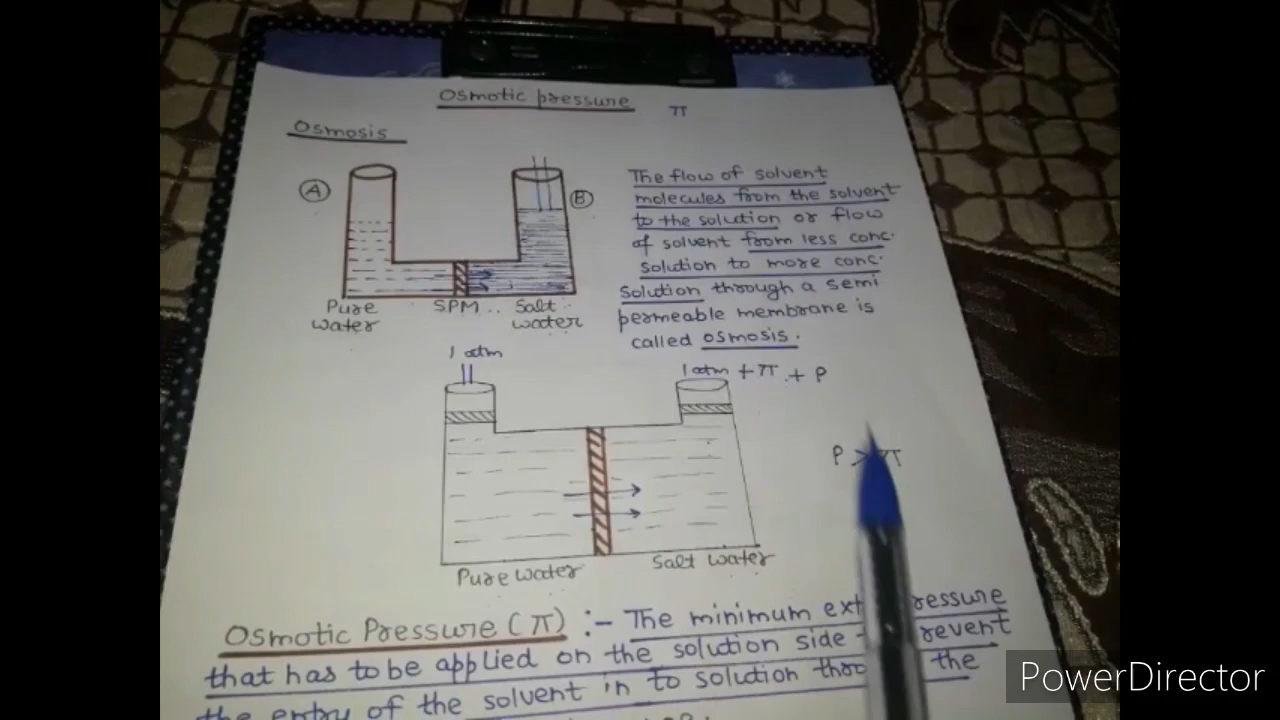 Osmotic pressure π
Osmosis
A
B
The flow of solvent
molecules from the solvent
to the solution or flow
of solvent from less conc.
solution to more conc.
solution through a semi
permeable membrane is
called osmosis.
Pure
water
SPM..
Salt
water
1 atm
1 atm + π + P
P > π
Pure water
Salt water
Osmotic Pressure (π) :- The minimum
that has to be applied on the solution side
the entry of the solvent in to solution the
PowerDirector